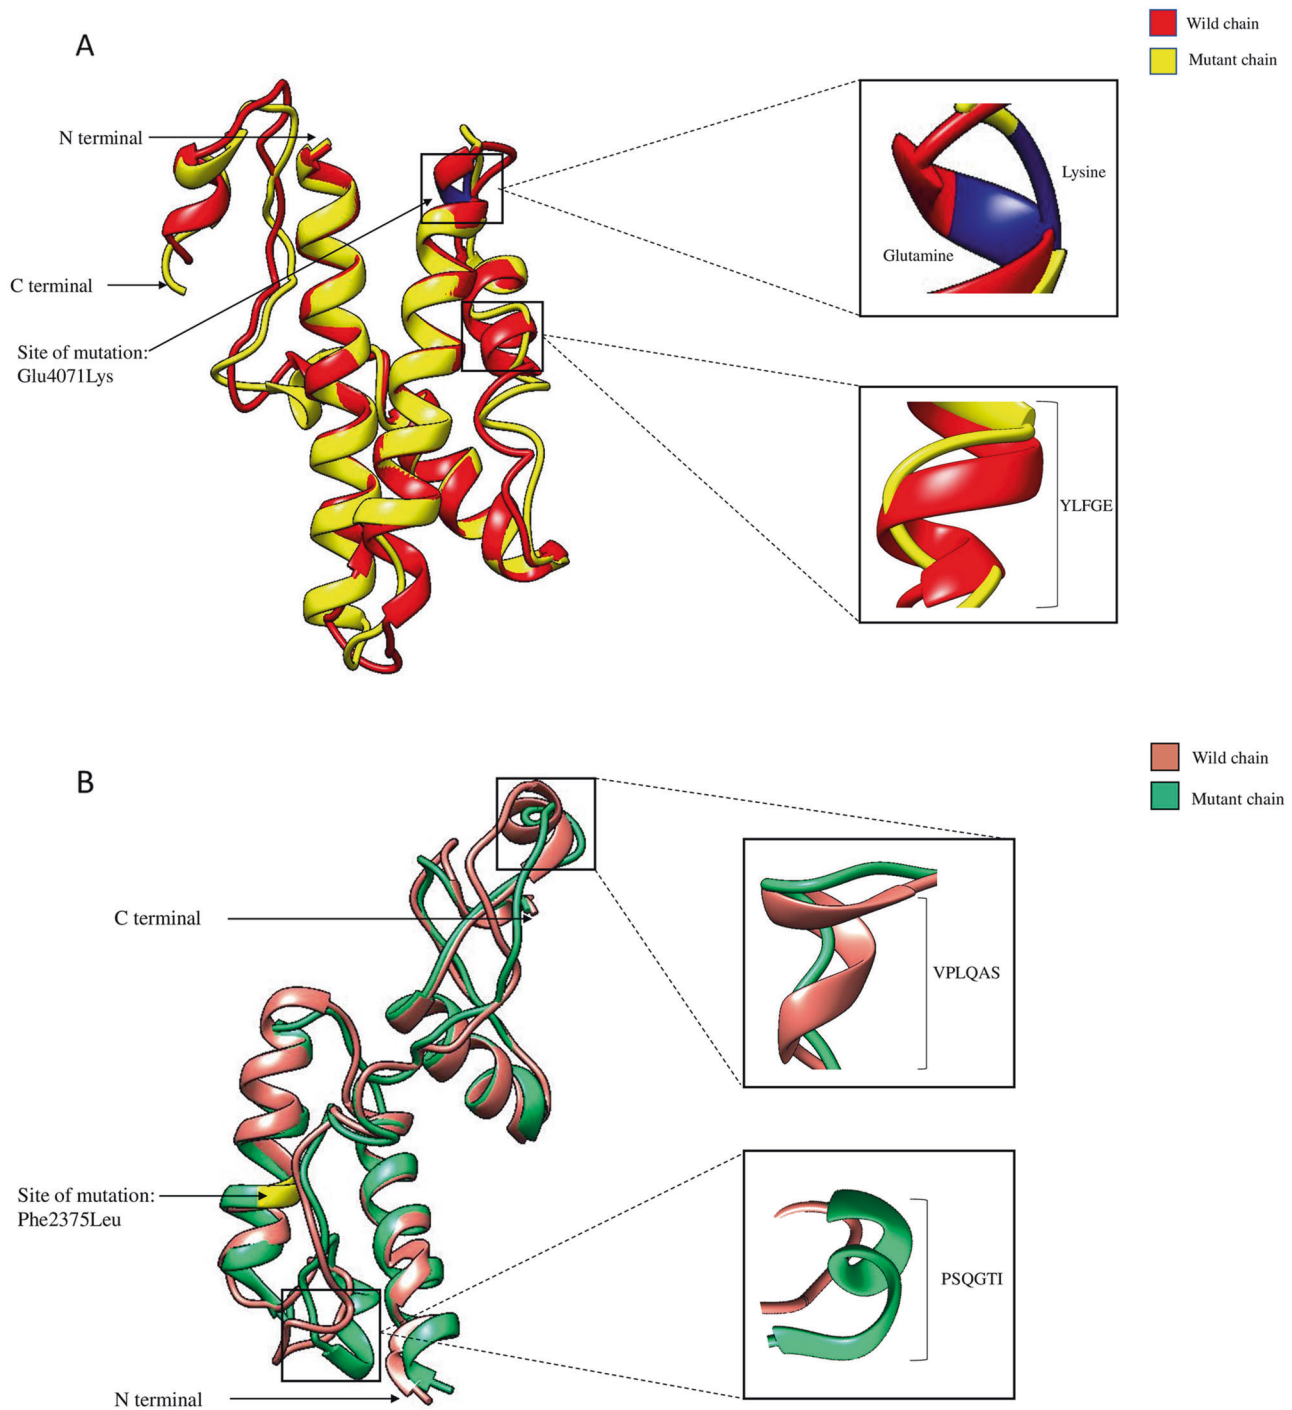 A
Wild chain
Mutant chain
N terminal
Lysine
Glutamine
C terminal
Site of mutation:
Glu4071Lys
YLFGE
B
Wild chain
Mutant chain
C terminal
VPLQAS
Site of mutation:
Phe2375Leu
PSQGTI
N terminal